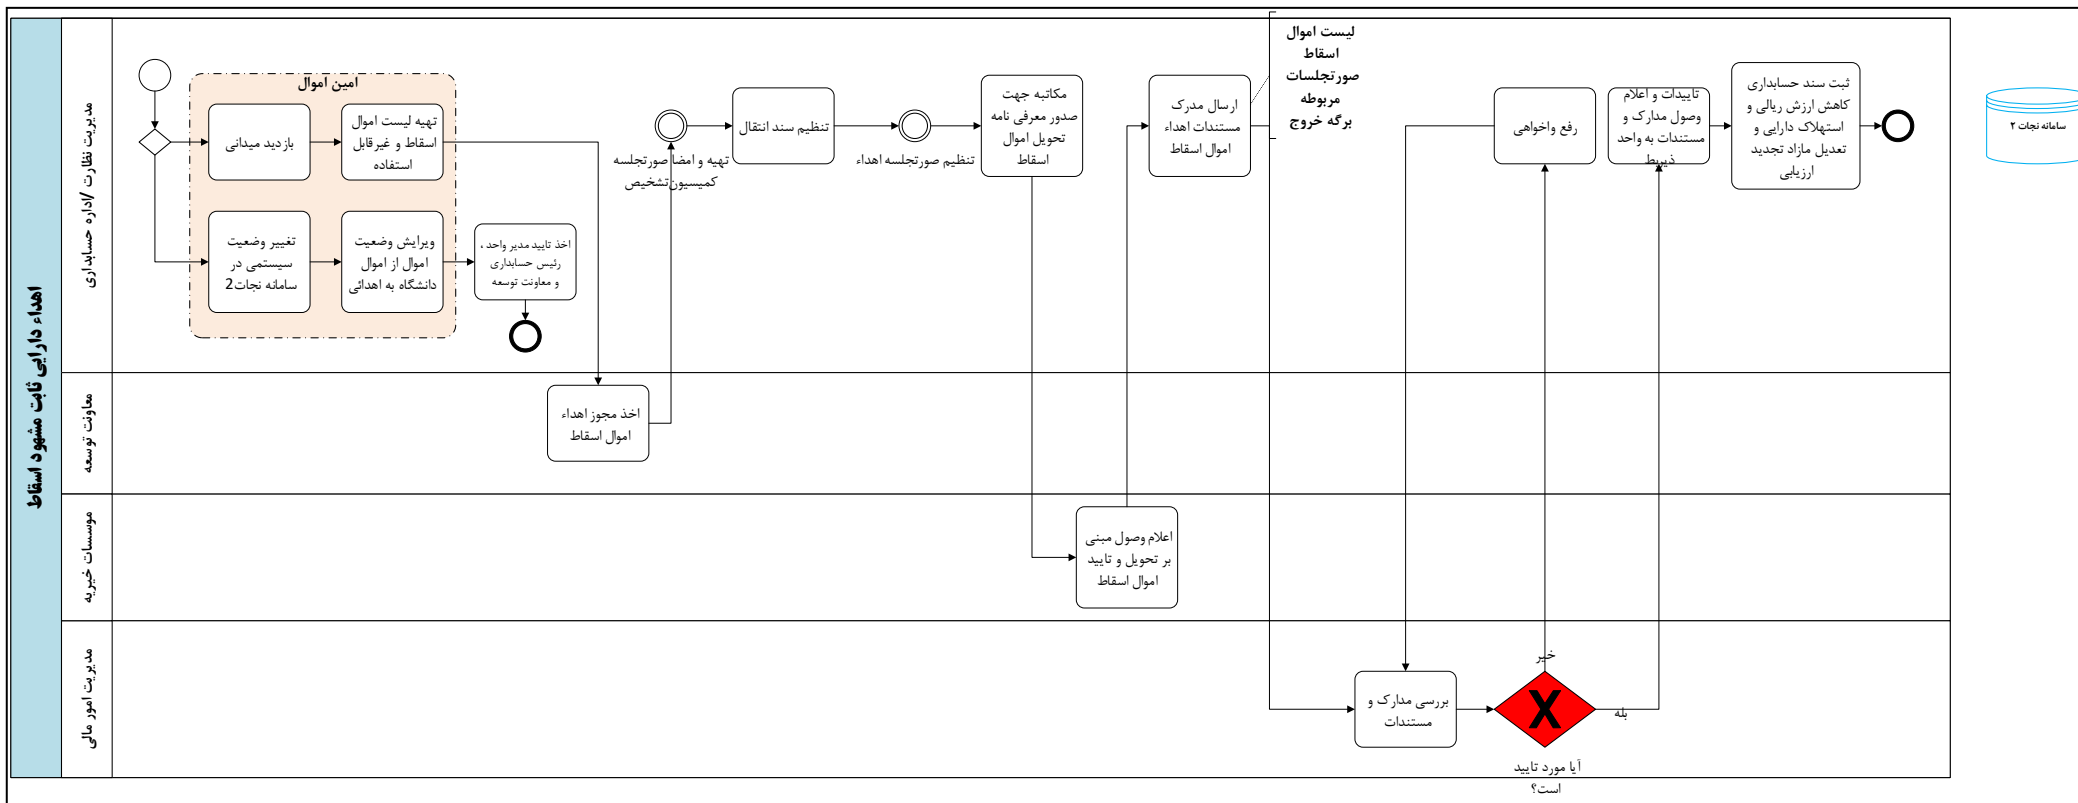 اهداء دارایی ثابت مشهود اسقاط
مدیریت نظارت /اداره حسابداری
معاونت توسعه
موسسات خیریه
مدیریت امور مالی
امین اموال
بازدید میدانی
تهیه لیست اموال
اسقاط و غیرقابل
استفاده
تغییر وضعیت
سیستمی در
سامانه نجات2
ویرایش وضعیت
اموال از اموال
دانشگاه به اهدائی
اخذ تایید مدیر واحد ،
رئیس حسابداری
و معاونت توسعه
اخذ مجوز اهداء
اموال اسقاط
تهیه و امضا صورتجلسه
کمیسیون‌تشخیص
تنظیم سند انتقال
تنظیم صورتجلسه اهداء
مکاتبه جهت
صدور معرفی نامه
تحویل اموال
اسقاط
اعلام وصول مبنی
بر تحویل و تایید
اموال اسقاط
ارسال مدرک
مستندات اهداء
اموال اسقاط
لیست اموال
اسقاط
صورتجلسات
مربوطه
برگه خروج
بررسی مدارک و
مستندات
آیا مورد تایید
است؟
خیر
بله
رفع واخواهی
تاییدات و اعلام
وصول مدارک و
مستندات به واحد
ذیربط
ثبت سند حسابداری
کاهش ارزش ریالی و
استهلاک دارایی و
تعدیل مازاد تجدید
ارزیابی
سامانه نجات ۲
X